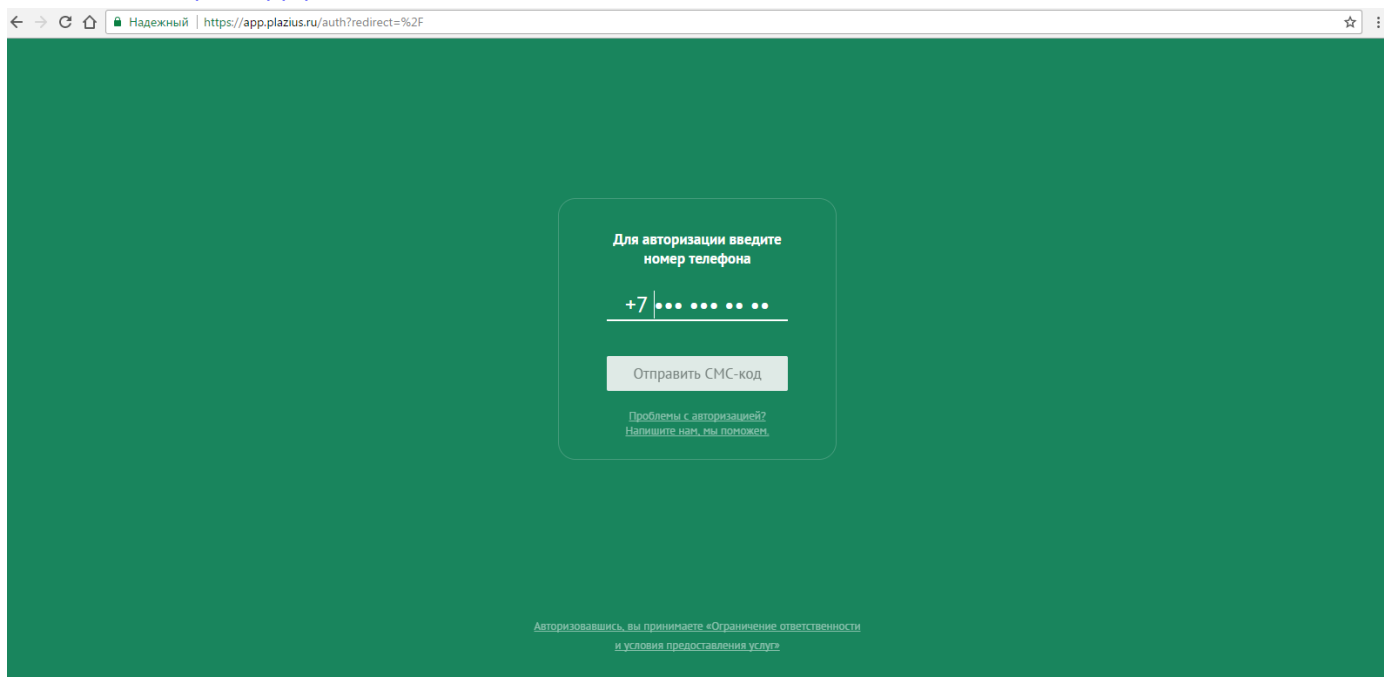 Надежный | https://app.plazius.ru/auth?redirect=%2F
Для авторизации введите
номер телефона
+7 ••• ••• •• ••
Отправить СМС-код
Проблемы с авторизацией?
Напишите нам, мы поможем.
Авторизовавшись, вы принимаете «Ограничение ответственности
и условия предоставления услуг»